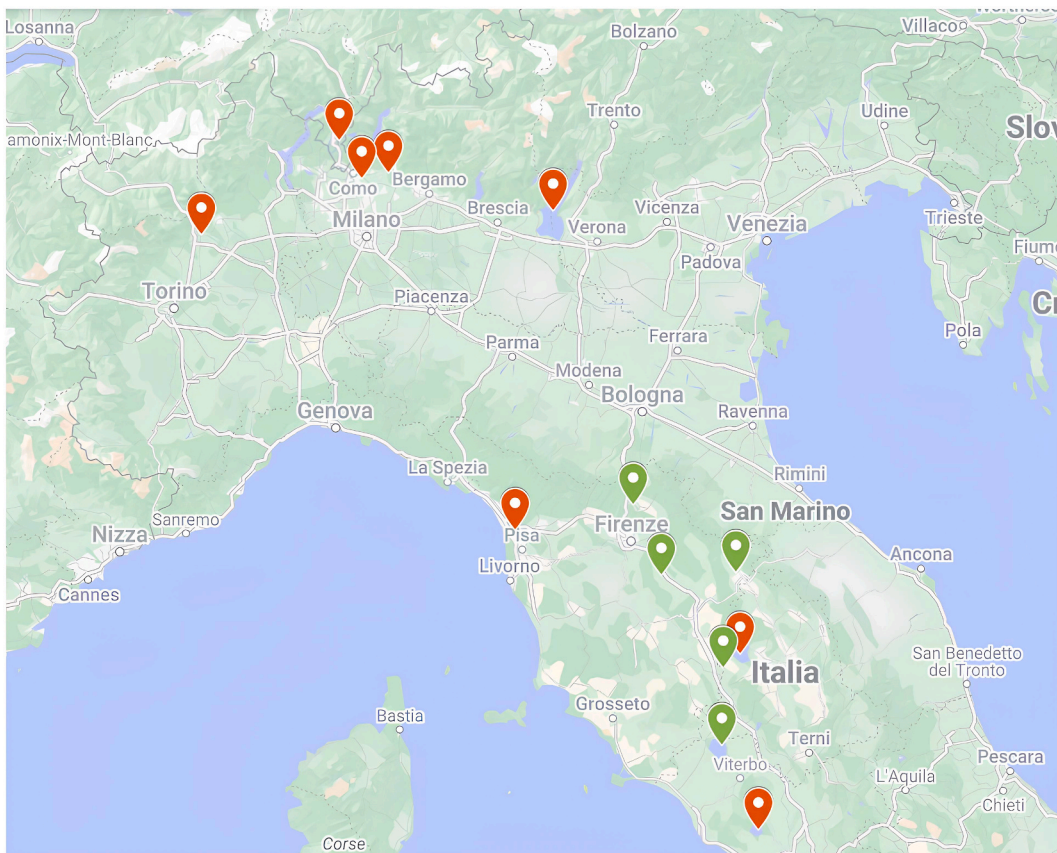 Losanna
Villaco
Bolzano
Trento
Udine
Slov
amonix-Mont-Blanc
Como
Bergamo
Milano
Brescia
Verona
Vicenza
Venezia
Trieste
Fiume
Padova
Torino
Piacenza
Cr
Pola
Ferrara
Parma
Modena
Bologna
Genova
Ravenna
La Spezia
Rimini
San Marino
Firenze
Sanremo
Nizza
Pisa
Livorno
Ancona
Cannes
San Benedetto
del Tronto
Italia
Grosseto
Bastia
Terni
Viterbo
L'Aquila
Pescara
Chieti
Corse